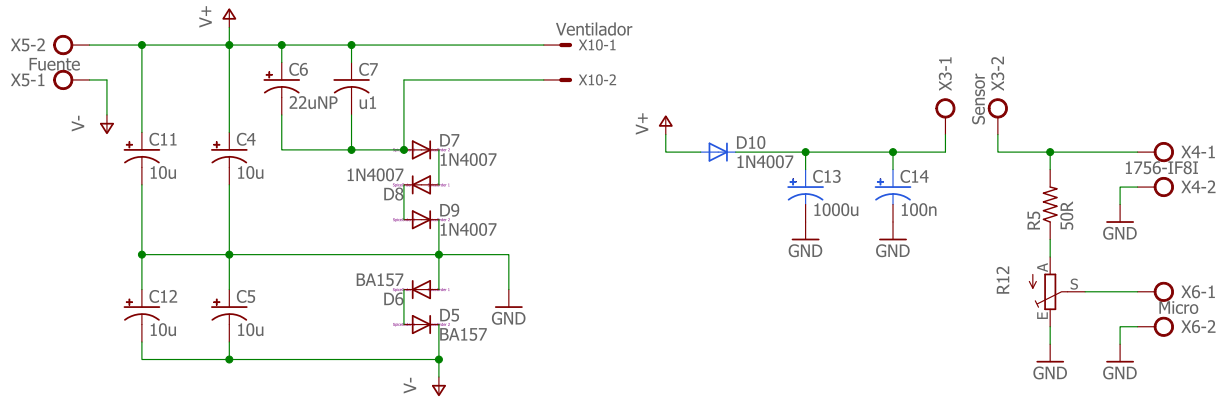 V+
X5-2
Fuente
X5-1
V-
Ventilador
X10-1
X10-2
C6
22uNP
C7
u1
C11
10u
C4
10u
D7
1N4007
1N4007
D8
D9
1N4007
C12
10u
C5
10u
BA157
D6
D5
BA157
GND
V-
V+
D10
1N4007
C13
1000u
GND
C14
100n
GND
X3-1
Sensor
X3-2
X4-1
1756-IF8I
X4-2
GND
R5
50R
R12
A
S
E
GND
X6-1
Micro
X6-2
GND